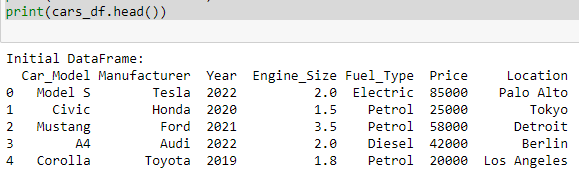 print(cars_df.head())
Initial DataFrame:
Car_Model Manufacturer Year Engine_Size Fuel_Type Price Location
0 Model S Tesla 2022 2.0 Electric 85000 Palo Alto
1 Civic Honda 2020 1.5 Petrol 25000 Tokyo
2 Mustang Ford 2021 3.5 Petrol 58000 Detroit
3 A4 Audi 2022 2.0 Diesel 42000 Berlin
4 Corolla Toyota 2019 1.8 Petrol 20000 Los Angeles